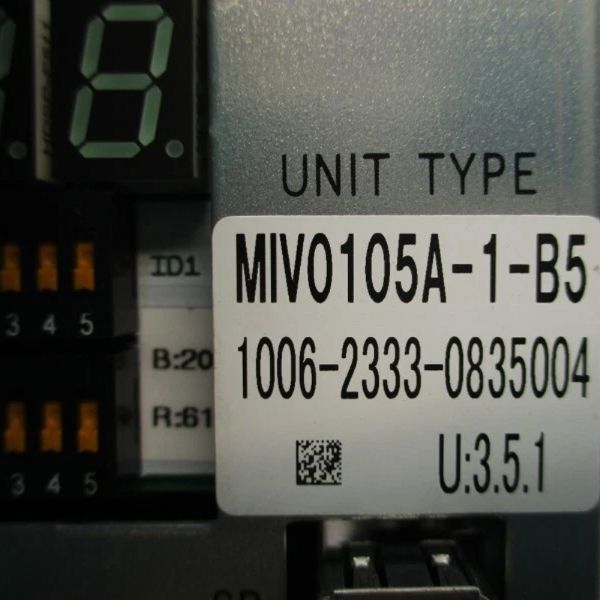 UNIT TYPE
MIV0105A-1-B5
1006-2333-0835004
U:3.5.1
ID1
B:20
R:61
3 4 5
3 4 5